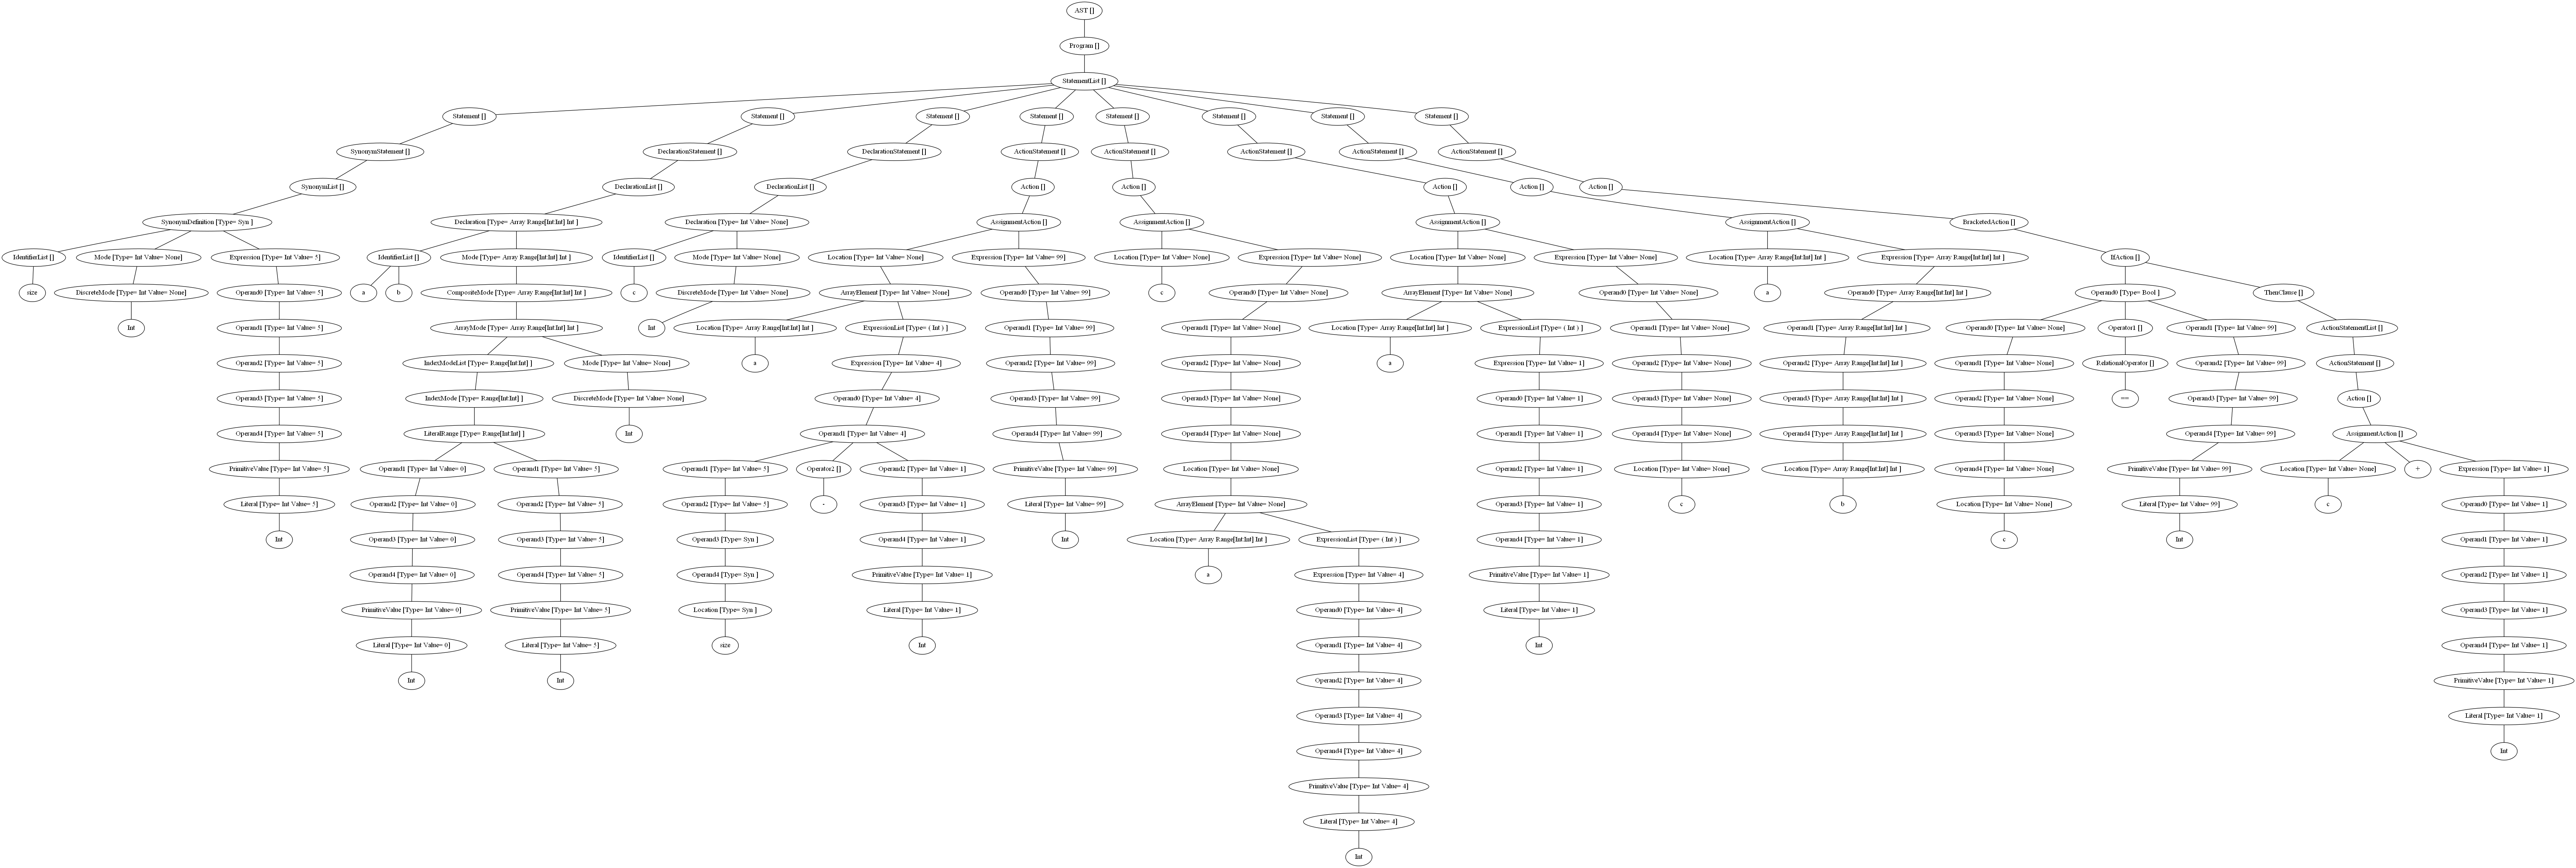 AST []
Program []
StatementList []
Statement [] Statement [] Statement [] Statement [] Statement [] Statement [] Statement [] Statement []
SynonymStatement [] DeclarationStatement [] DeclarationStatement [] ActionStatement [] ActionStatement [] ActionStatement [] ActionStatement [] ActionStatement []
SynonymList [] DeclarationList [] DeclarationList [] Action [] Action [] Action [] Action [] Action []
SynonymDefinition [Type= Syn ] Declaration [Type= Array Range[Int:Int] Int ] Declaration [Type= Int Value= None] AssignmentAction [] AssignmentAction [] AssignmentAction [] AssignmentAction [] BracketedAction []
IdentifierList [] Mode [Type= Int Value= None] Expression [Type= Int Value= 5] IdentifierList [] Mode [Type= Array Range[Int:Int] Int ] IdentifierList [] Mode [Type= Int Value= None] Location [Type= Int Value= None] Expression [Type= Int Value= 99] Location [Type= Int Value= None] Expression [Type= Int Value= None] Location [Type= Int Value= None] Expression [Type= Int Value= None] Location [Type= Array Range[Int:Int] Int ] Expression [Type= Array Range[Int:Int] Int ] IfAction []
size DiscreteMode [Type= Int Value= None] Operand0 [Type= Int Value= 5] a b CompositeMode [Type= Array Range[Int:Int] Int ] c DiscreteMode [Type= Int Value= None] ArrayElement [Type= Int Value= None] Operand0 [Type= Int Value= 99] c Operand0 [Type= Int Value= None] ArrayElement [Type= Int Value= None] Operand0 [Type= Int Value= None] a Operand0 [Type= Array Range[Int:Int] Int ] Operand0 [Type= Bool ] ThenClause []
Int Operand1 [Type= Int Value= 5] ArrayMode [Type= Array Range[Int:Int] Int ] Int Location [Type= Array Range[Int:Int] Int ] ExpressionList [Type= ( Int ) ] Operand1 [Type= Int Value= 99] Operand1 [Type= Int Value= None] Location [Type= Array Range[Int:Int] Int ] ExpressionList [Type= ( Int ) ] Operand1 [Type= Int Value= None] Operand1 [Type= Array Range[Int:Int] Int ] Operand0 [Type= Int Value= None] Operator1 [] Operand1 [Type= Int Value= 99] ActionStatementList []
Operand2 [Type= Int Value= 5] IndexModeList [Type= Range[Int:Int] ] Mode [Type= Int Value= None] a Expression [Type= Int Value= 4] Operand2 [Type= Int Value= 99] Operand2 [Type= Int Value= None] a Expression [Type= Int Value= 1] Operand2 [Type= Int Value= None] Operand2 [Type= Array Range[Int:Int] Int ] Operand1 [Type= Int Value= None] RelationalOperator [] Operand2 [Type= Int Value= 99] ActionStatement []
Operand3 [Type= Int Value= 5] IndexMode [Type= Range[Int:Int] ] DiscreteMode [Type= Int Value= None] Operand0 [Type= Int Value= 4] Operand3 [Type= Int Value= 99] Operand3 [Type= Int Value= None] Operand0 [Type= Int Value= 1] Operand3 [Type= Int Value= None] Operand3 [Type= Array Range[Int:Int] Int ] Operand2 [Type= Int Value= None] == Operand3 [Type= Int Value= 99] Action []
Operand4 [Type= Int Value= 5] LiteralRange [Type= Range[Int:Int] ] Int Operand1 [Type= Int Value= 4] Operand4 [Type= Int Value= 99] Operand4 [Type= Int Value= None] Operand1 [Type= Int Value= 1] Operand4 [Type= Int Value= None] Operand4 [Type= Array Range[Int:Int] Int ] Operand3 [Type= Int Value= None] Operand4 [Type= Int Value= 99] AssignmentAction []
PrimitiveValue [Type= Int Value= 5] Operand1 [Type= Int Value= 0] Operand1 [Type= Int Value= 5] Operand1 [Type= Int Value= 5] Operator2 [] Operand2 [Type= Int Value= 1] PrimitiveValue [Type= Int Value= 99] Location [Type= Int Value= None] Operand2 [Type= Int Value= 1] Location [Type= Int Value= None] Location [Type= Array Range[Int:Int] Int ] Operand4 [Type= Int Value= None] PrimitiveValue [Type= Int Value= 99] Location [Type= Int Value= None] + Expression [Type= Int Value= 1]
Literal [Type= Int Value= 5] Operand2 [Type= Int Value= 0] Operand2 [Type= Int Value= 5] Operand2 [Type= Int Value= 5] - Operand3 [Type= Int Value= 1] Literal [Type= Int Value= 99] ArrayElement [Type= Int Value= None] Operand3 [Type= Int Value= 1] c b Location [Type= Int Value= None] Literal [Type= Int Value= 99] c Operand0 [Type= Int Value= 1]
Int Operand3 [Type= Int Value= 0] Operand3 [Type= Int Value= 5] Operand3 [Type= Syn ] Operand4 [Type= Int Value= 1] Int Location [Type= Array Range[Int:Int] Int ] ExpressionList [Type= ( Int ) ] Operand4 [Type= Int Value= 1] c Int Operand1 [Type= Int Value= 1]
Operand4 [Type= Int Value= 0] Operand4 [Type= Int Value= 5] Operand4 [Type= Syn ] PrimitiveValue [Type= Int Value= 1] a Expression [Type= Int Value= 4] PrimitiveValue [Type= Int Value= 1] Operand2 [Type= Int Value= 1]
PrimitiveValue [Type= Int Value= 0] PrimitiveValue [Type= Int Value= 5] Location [Type= Syn ] Literal [Type= Int Value= 1] Operand0 [Type= Int Value= 4] Literal [Type= Int Value= 1] Operand3 [Type= Int Value= 1]
Literal [Type= Int Value= 0] Literal [Type= Int Value= 5] size Int Operand1 [Type= Int Value= 4] Int Operand4 [Type= Int Value= 1]
Int Int Operand2 [Type= Int Value= 4] PrimitiveValue [Type= Int Value= 1]
Operand3 [Type= Int Value= 4] Literal [Type= Int Value= 1]
Operand4 [Type= Int Value= 4] Int
PrimitiveValue [Type= Int Value= 4]
Literal [Type= Int Value= 4]
Int